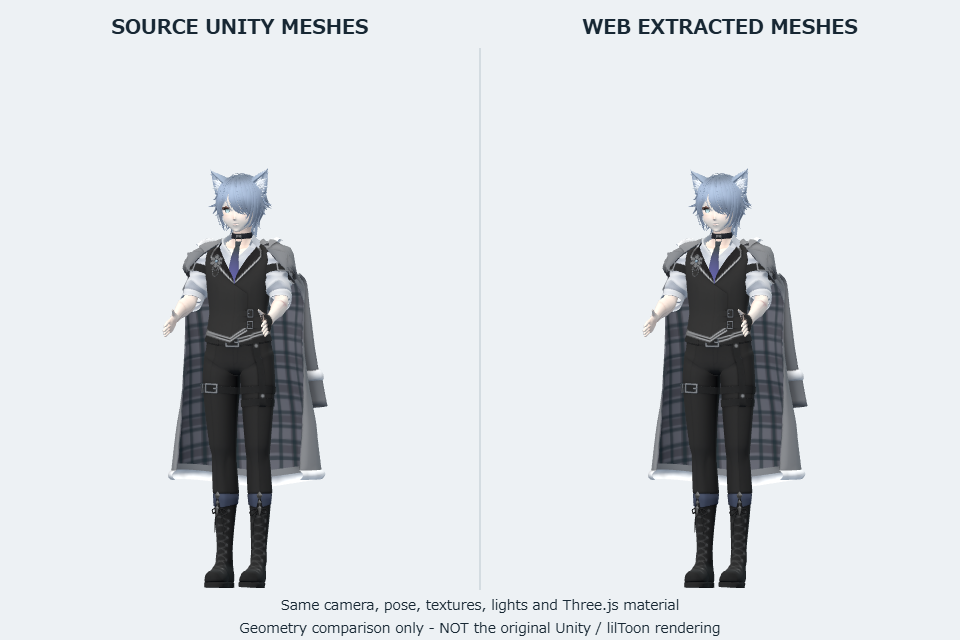 SOURCE UNITY MESHES
WEB EXTRACTED MESHES
Same camera, pose, textures, lights and Three.js material
Geometry comparison only - NOT the original Unity / lilToon rendering